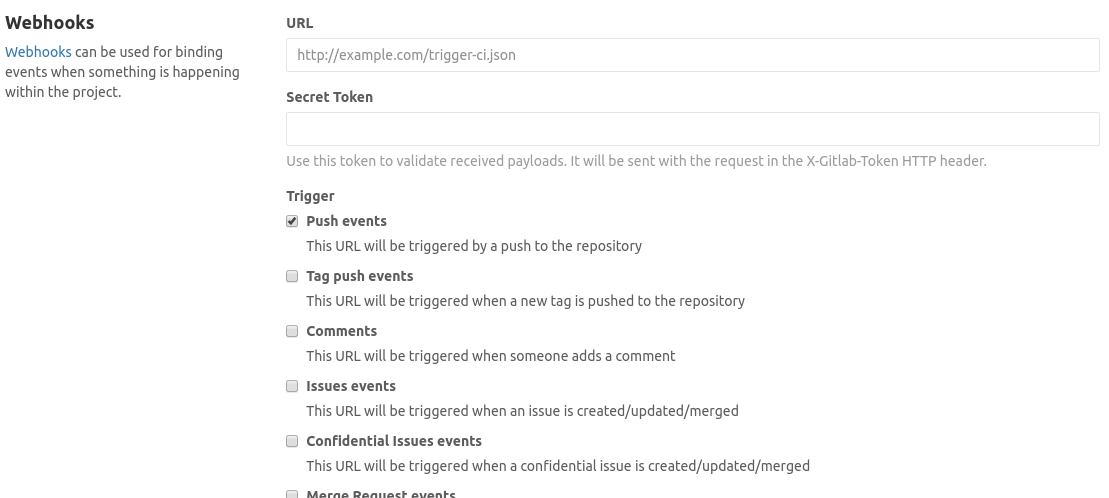 Webhooks
Webhooks can be used for binding
events when something is happening
within the project.
URL
http://example.com/trigger-ci.json
Secret Token
Use this token to validate received payloads. It will be sent with the request in the X-Gitlab-Token HTTP header.
Trigger
Push events
This URL will be triggered by a push to the repository
Tag push events
This URL will be triggered when a new tag is pushed to the repository
Comments
This URL will be triggered when someone adds a comment
Issues events
This URL will be triggered when an issue is created/updated/merged
Confidential Issues events
This URL will be triggered when a confidential issue is created/updated/merged
Merge Request events